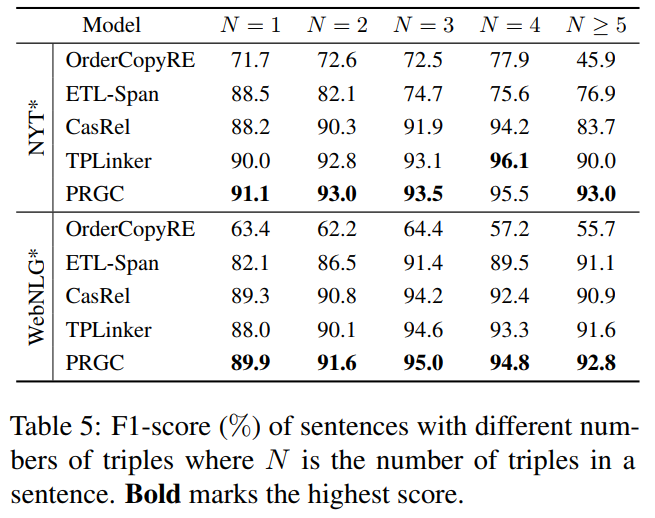 Model N = 1 N = 2 N = 3 N = 4 N ≥ 5
NYT*
OrderCopyRE 71.7 72.6 72.5 77.9 45.9
ETL-Span 88.5 82.1 74.7 75.6 76.9
CasRel 88.2 90.3 91.9 94.2 83.7
TPLinker 90.0 92.8 93.1 96.1 90.0
PRGC 91.1 93.0 93.5 95.5 93.0
WebNLG*
OrderCopyRE 63.4 62.2 64.4 57.2 55.7
ETL-Span 82.1 86.5 91.4 89.5 91.1
CasRel 89.3 90.8 94.2 92.4 90.9
TPLinker 88.0 90.1 94.6 93.3 91.6
PRGC 89.9 91.6 95.0 94.8 92.8
Table 5: F1-score (%) of sentences with different num-
bers of triples where N is the number of triples in a
sentence. Bold marks the highest score.